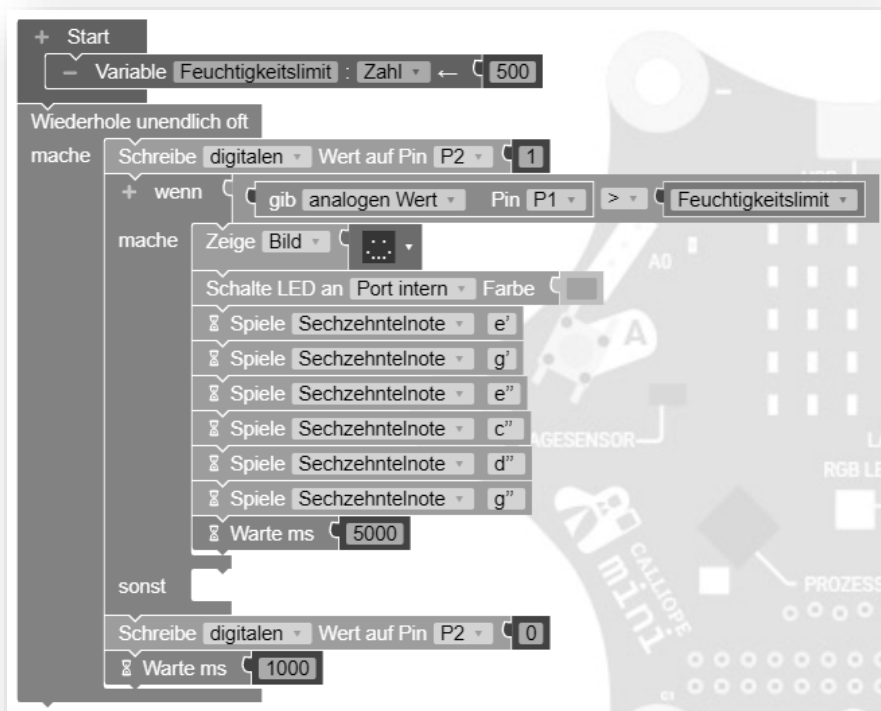 + Start
– Variable Feuchtigkeitslimit : Zahl ← 500
Wiederhole unendlich oft
mache Schreibe digitalen Wert auf Pin P2 1
+ wenn gib analogen Wert Pin P1 > Feuchtigkeitslimit
mache Zeige Bild
A0
Schalte LED an Port intern Farbe
Spiele Sechzehntelnote e’
A
Spiele Sechzehntelnote g’
Spiele Sechzehntelnote e’’
Spiele Sechzehntelnote c’’
AGESENSOR
Spiele Sechzehntelnote d’’
RGB LE
Spiele Sechzehntelnote g’’
Warte ms 5000
CALLIOPE
mini
sonst
PROZESS
Schreibe digitalen Wert auf Pin P2 0
Warte ms 1000